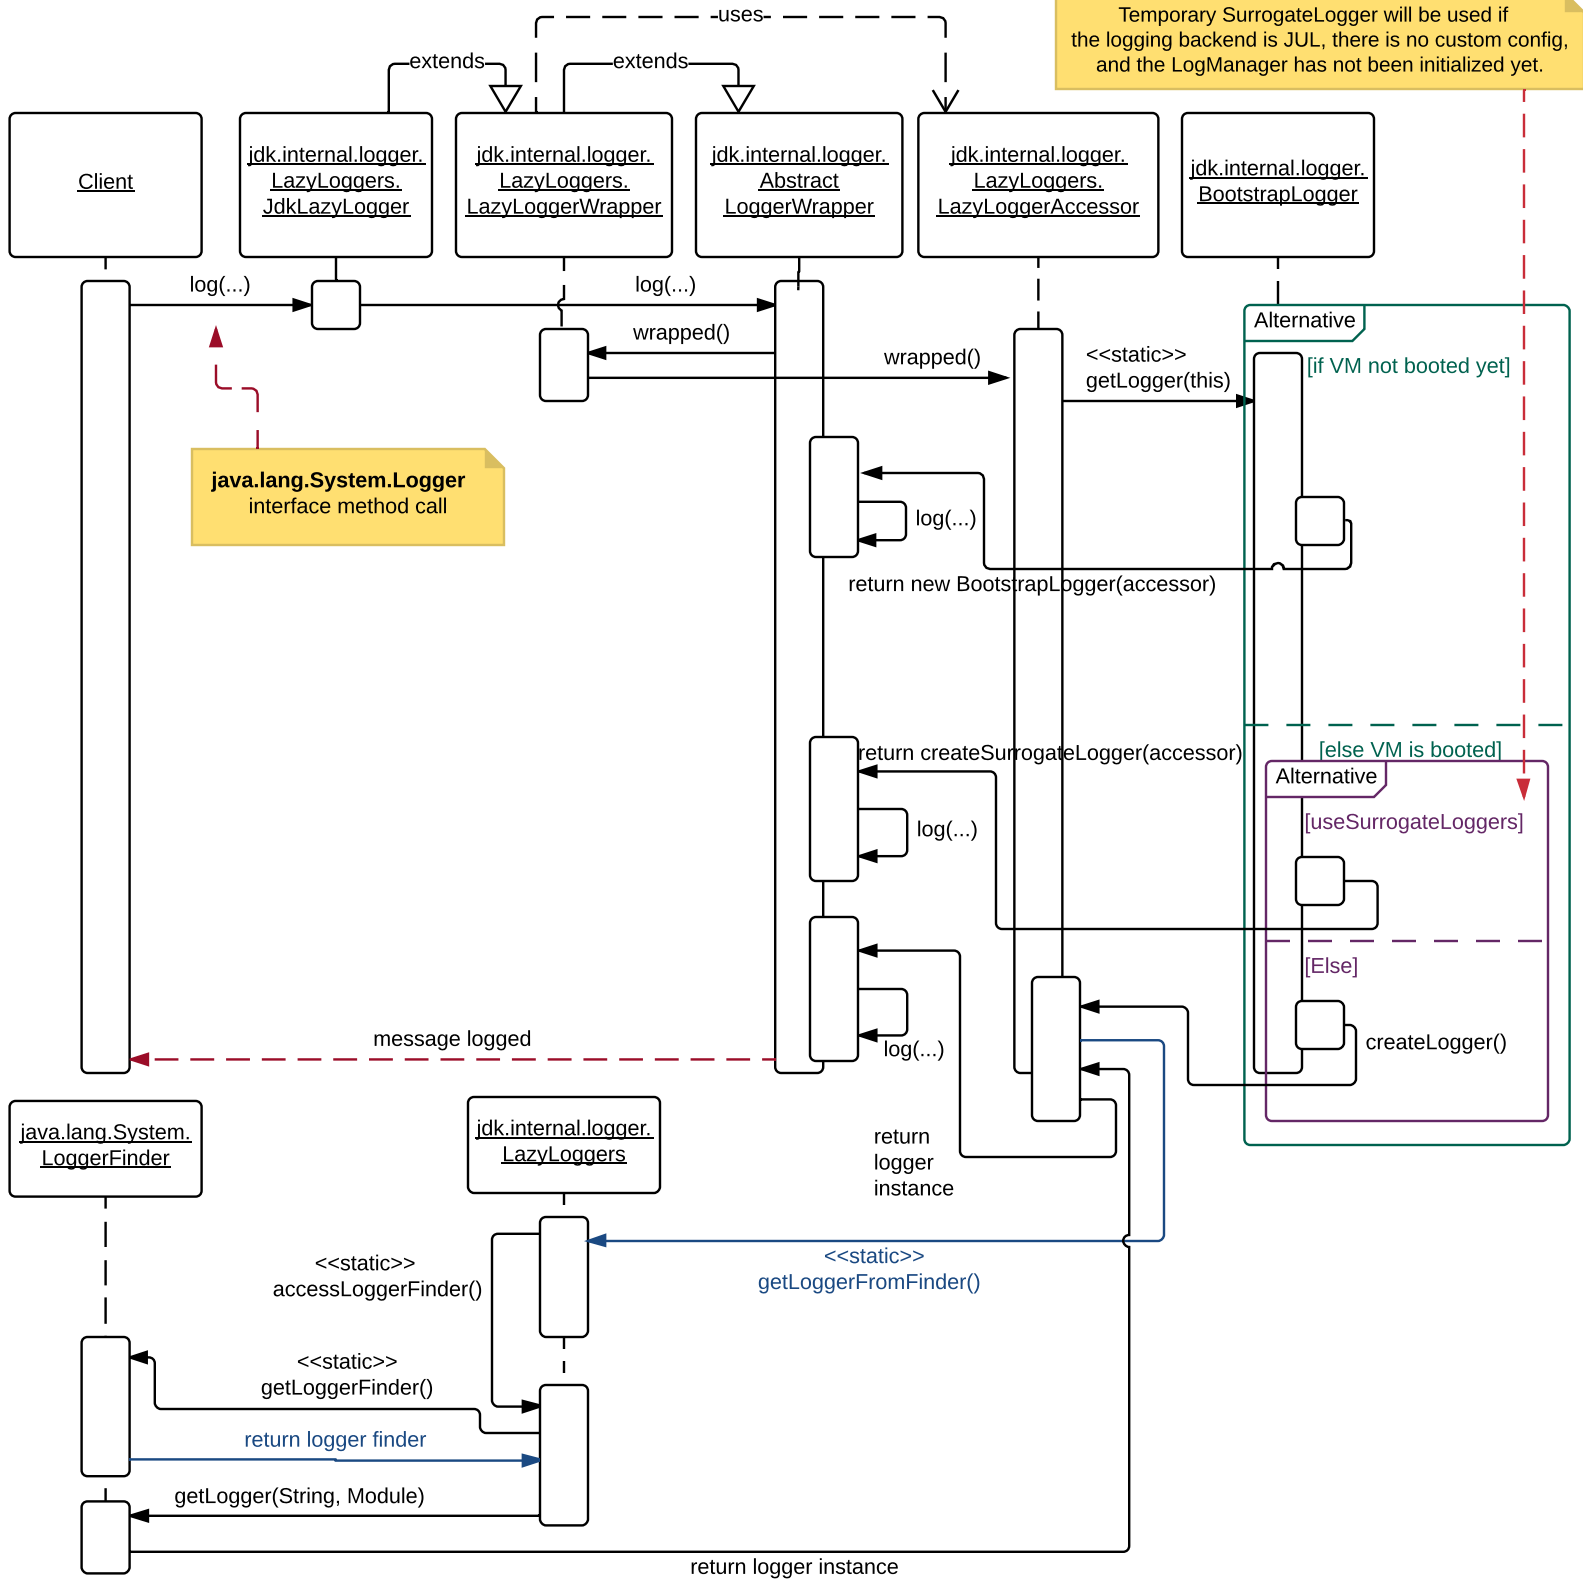 uses
Temporary SurrogateLogger will be used if
the logging backend is JUL, there is no custom config,
and the LogManager has not been initialized yet.
extends
extends
Client
jdk.internal.logger.
LazyLoggers.
JdkLazyLogger
jdk.internal.logger.
LazyLoggers.
LazyLoggerWrapper
jdk.internal.logger.
Abstract
LoggerWrapper
jdk.internal.logger.
LazyLoggers.
LazyLoggerAccessor
jdk.internal.logger.
BootstrapLogger
log(...)
log(...)
wrapped()
wrapped()
<<static>>
getLogger(this)
Alternative
[if VM not booted yet]
java.lang.System.Logger
interface method call
log(...)
return new BootstrapLogger(accessor)
return createSurrogateLogger(accessor)
[else VM is booted]
Alternative
[useSurrogateLoggers]
log(...)
[Else]
message logged
log(...)
createLogger()
java.lang.System.
LoggerFinder
jdk.internal.logger.
LazyLoggers
return
logger
instance
<<static>>
accessLoggerFinder()
<<static>>
getLoggerFromFinder()
<<static>>
getLoggerFinder()
return logger finder
getLogger(String, Module)
return logger instance